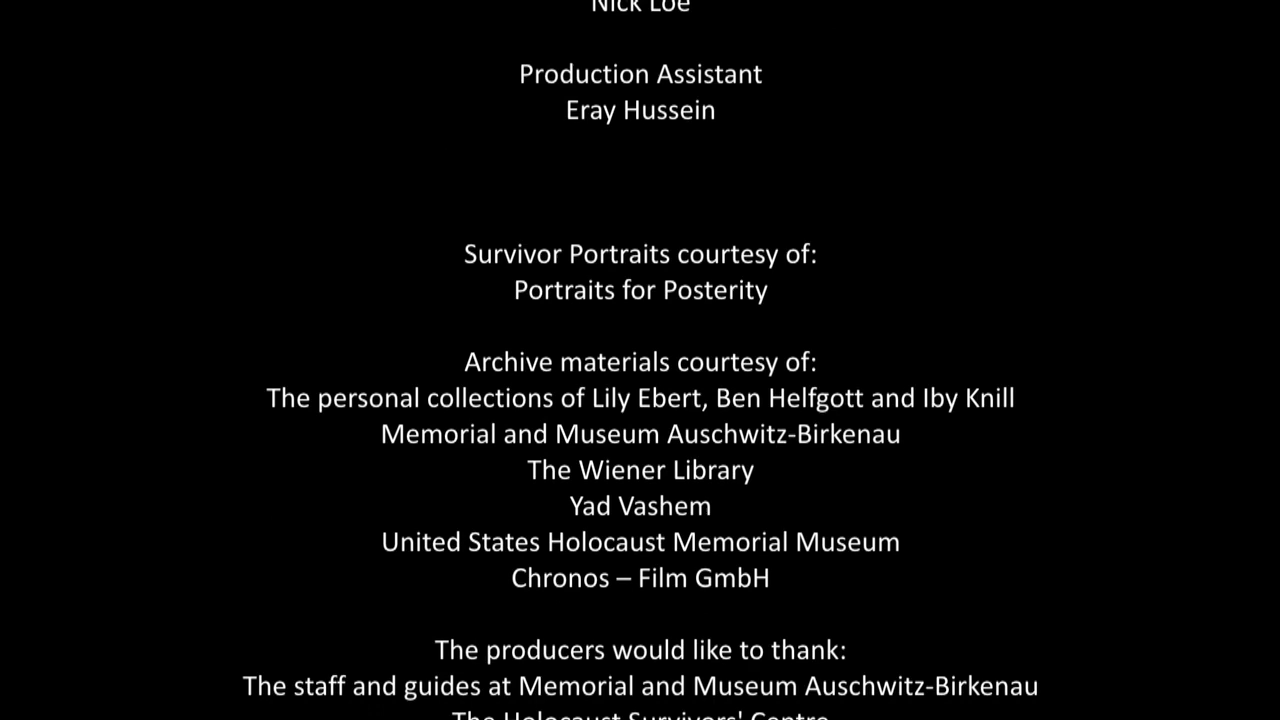 Nick Loe
Production Assistant
Eray Hussein
Survivor Portraits courtesy of:
Portraits for Posterity
Archive materials courtesy of:
The personal collections of Lily Ebert, Ben Helfgott and Iby Knill
Memorial and Museum Auschwitz-Birkenau
The Wiener Library
Yad Vashem
United States Holocaust Memorial Museum
Chronos – Film GmbH
The producers would like to thank:
The staff and guides at Memorial and Museum Auschwitz-Birkenau
The Holocaust Survivors' Centre